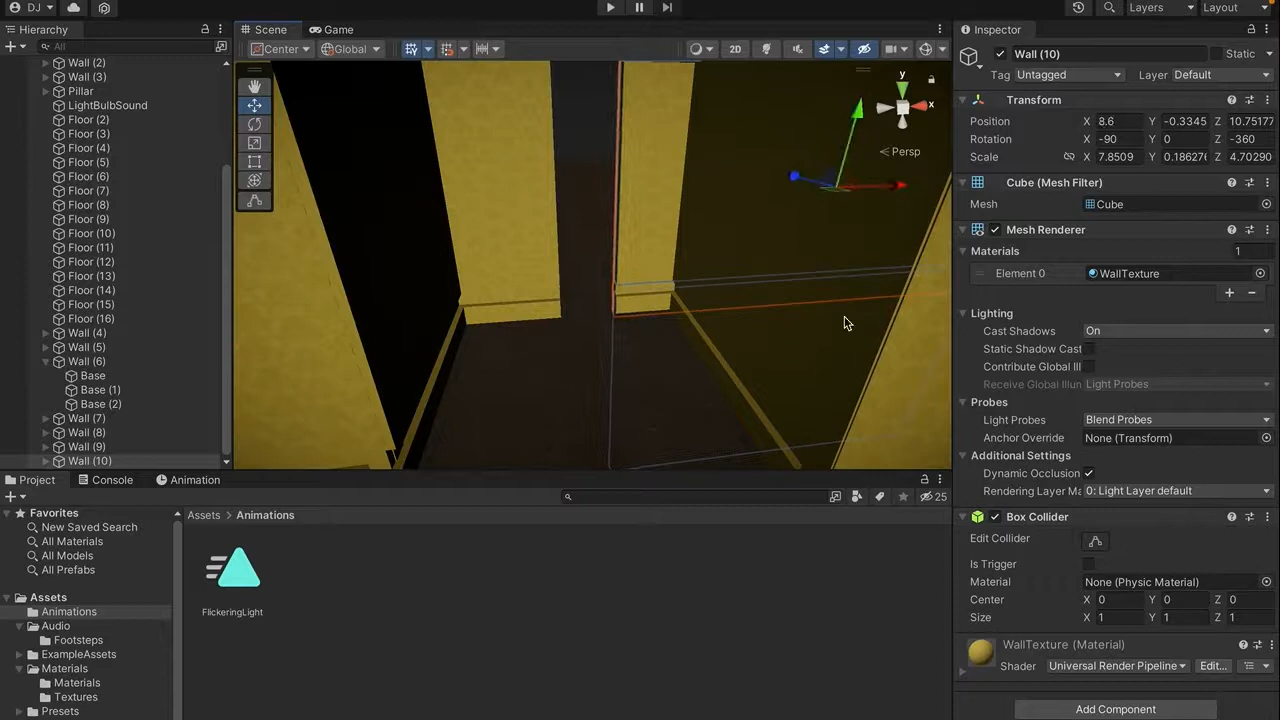 DJ
Layers
Layout
Hierarchy
All
Wall (2)
Wall (3)
Pillar
LightBulbSound
Floor (2)
Floor (3)
Floor (4)
Floor (5)
Floor (6)
Floor (7)
Floor (8)
Floor (9)
Floor (10)
Floor (11)
Floor (12)
Floor (13)
Floor (14)
Floor (15)
Floor (16)
Wall (4)
Wall (5)
Wall (6)
Base
Base (1)
Base (2)
Wall (7)
Wall (8)
Wall (9)
Wall (10)
Scene
Game
Center
Global
2D
y
x
Persp
Inspector
Wall (10)
Static
Tag Untagged
Layer Default
Transform
Position X 8.6 Y -0.3345 Z 10.75177
Rotation X -90 Y 0 Z -360
Scale X 7.8509 Y 0.186276 Z 4.70290
Cube (Mesh Filter)
Mesh Cube
Mesh Renderer
Materials 1
Element 0 WallTexture
Lighting
Cast Shadows On
Static Shadow Cast
Contribute Global Ill
Receive Global Illun Light Probes
Probes
Light Probes Blend Probes
Anchor Override None (Transform)
Additional Settings
Dynamic Occlusion
Rendering Layer Ma 0: Light Layer default
Box Collider
Edit Collider
Is Trigger
Material None (Physic Material)
Center X 0 Y 0 Z 0
Size X 1 Y 1 Z 1
WallTexture (Material)
Shader Universal Render Pipeline Edit...
Add Component
Project
Console
Animation
25
Favorites
New Saved Search
All Materials
All Models
All Prefabs
Assets
Animations
Audio
Footsteps
ExampleAssets
Materials
Materials
Textures
Presets
Assets > Animations
FlickeringLight